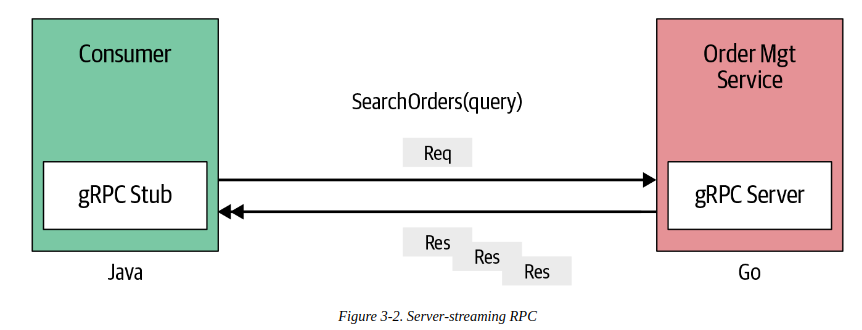 Consumer
Order Mgt
Service
SearchOrders(query)
Req
gRPC Stub
gRPC Server
Res
Res
Res
Java
Go
Figure 3-2. Server-streaming RPC